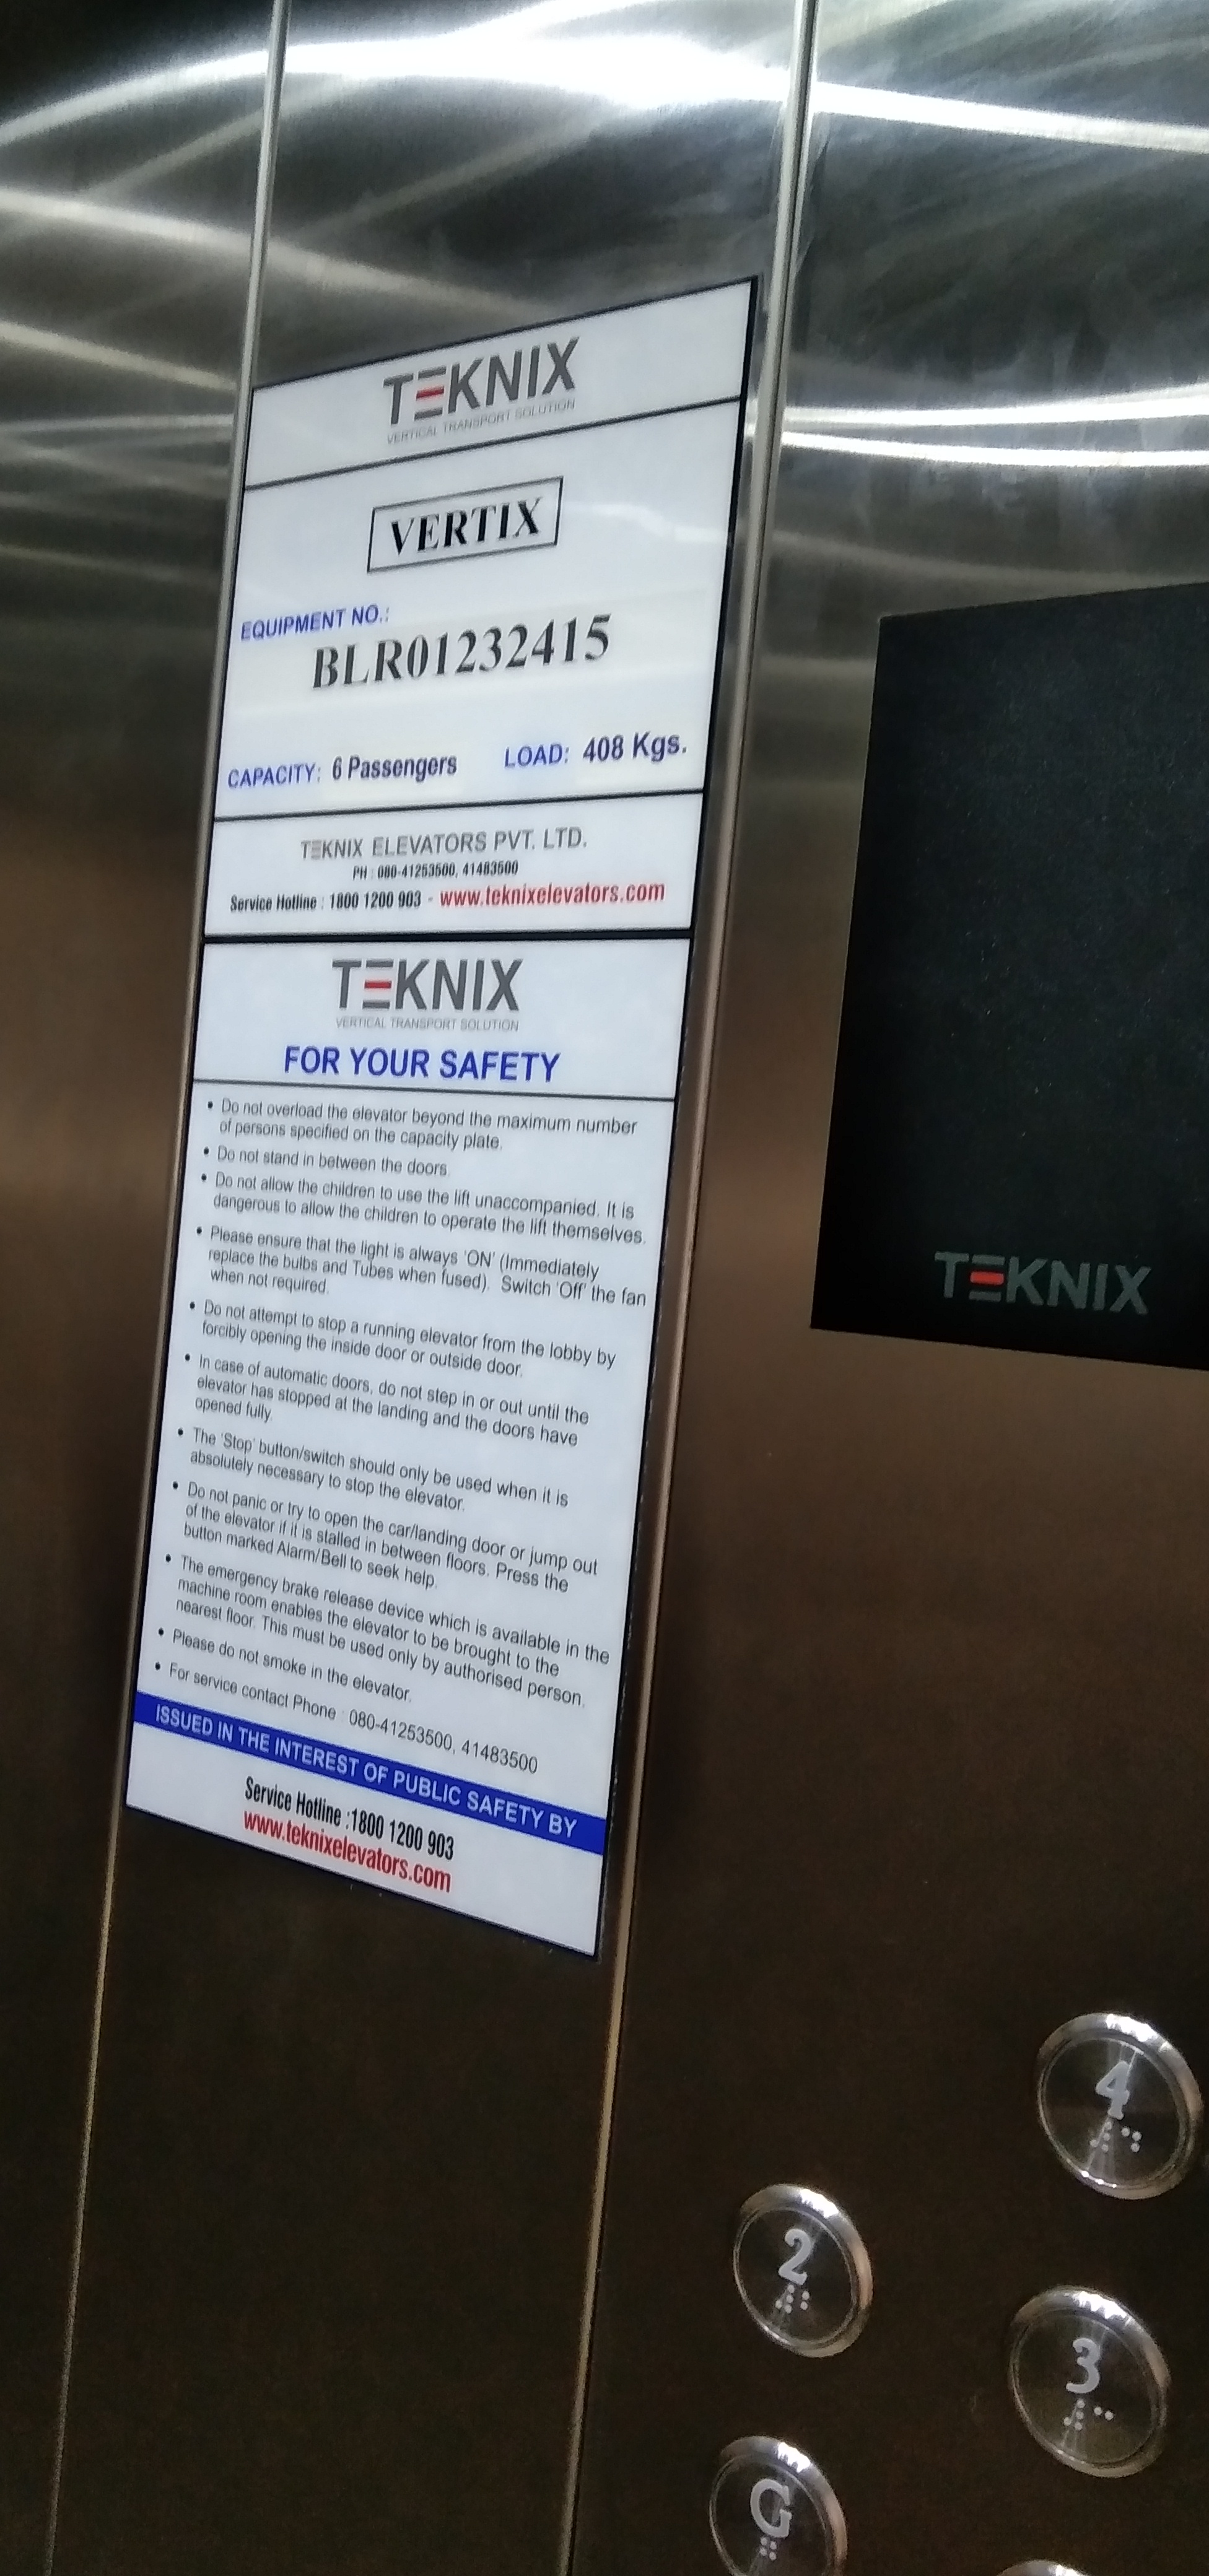 TEKNIX
VERTICAL TRANSPORT SOLUTION
VERTIX
EQUIPMENT NO.:
BLR01232415
CAPACITY: 6 Passengers LOAD: 408 Kgs.
TEKNIX ELEVATORS PVT. LTD.
PH : 080-41253500, 41483500
Service Hotline : 1800 1200 903 - www.teknixelevators.com
TEKNIX
VERTICAL TRANSPORT SOLUTION
FOR YOUR SAFETY
• Do not overload the elevator beyond the maximum number
of persons specified on the capacity plate.
• Do not stand in between the doors.
• Do not allow the children to use the lift unaccompanied. It is
dangerous to allow the children to operate the lift themselves.
• Please ensure that the light is always 'ON' (Immediately
replace the bulbs and Tubes when fused). Switch 'Off' the fan
when not required.
• Do not attempt to stop a running elevator from the lobby by
forcibly opening the inside door or outside door.
• In case of automatic doors, do not step in or out until the
elevator has stopped at the landing and the doors have
opened fully.
• The 'Stop' button/switch should only be used when it is
absolutely necessary to stop the elevator.
• Do not panic or try to open the car/landing door or jump out
of the elevator if it is stalled in between floors. Press the
button marked Alarm/Bell to seek help.
• The emergency brake release device which is available in the
machine room enables the elevator to be brought to the
nearest floor. This must be used only by authorised person.
• Please do not smoke in the elevator.
• For service contact Phone : 080-41253500, 41483500
ISSUED IN THE INTEREST OF PUBLIC SAFETY BY
Service Hotline :1800 1200 903
www.teknixelevators.com
TEKNIX
4
2
3
G